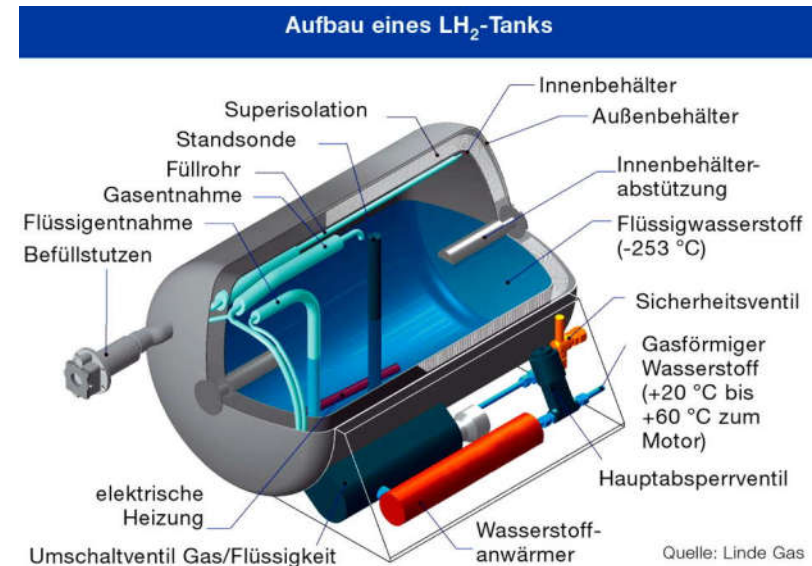 Aufbau eines LH₂-Tanks
Innenbehälter
Superisolation
Außenbehälter
Standsonde
Füllrohr
Innenbehälter-
abstützung
Gasentnahme
Flüssigentnahme
Flüssigwasserstoff
(-253 °C)
Befüllstutzen
Sicherheitsventil
Gasförmiger
Wasserstoff
(+20 °C bis
+60 °C zum
Motor)
Hauptabsperrventil
elektrische
Heizung
Wasserstoff-
anwärmer
Umschaltventil Gas/Flüssigkeit
Quelle: Linde Gas